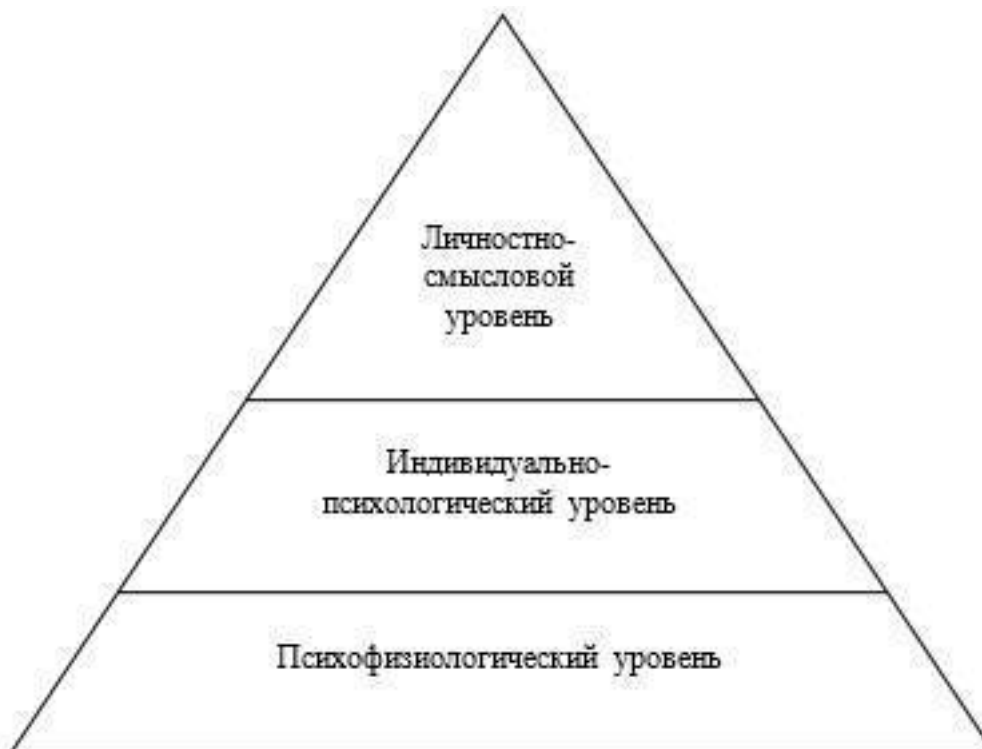 Личностно-
смысловой
уровень
Индивидуально-
психологический уровень
Психофизиологический уровень